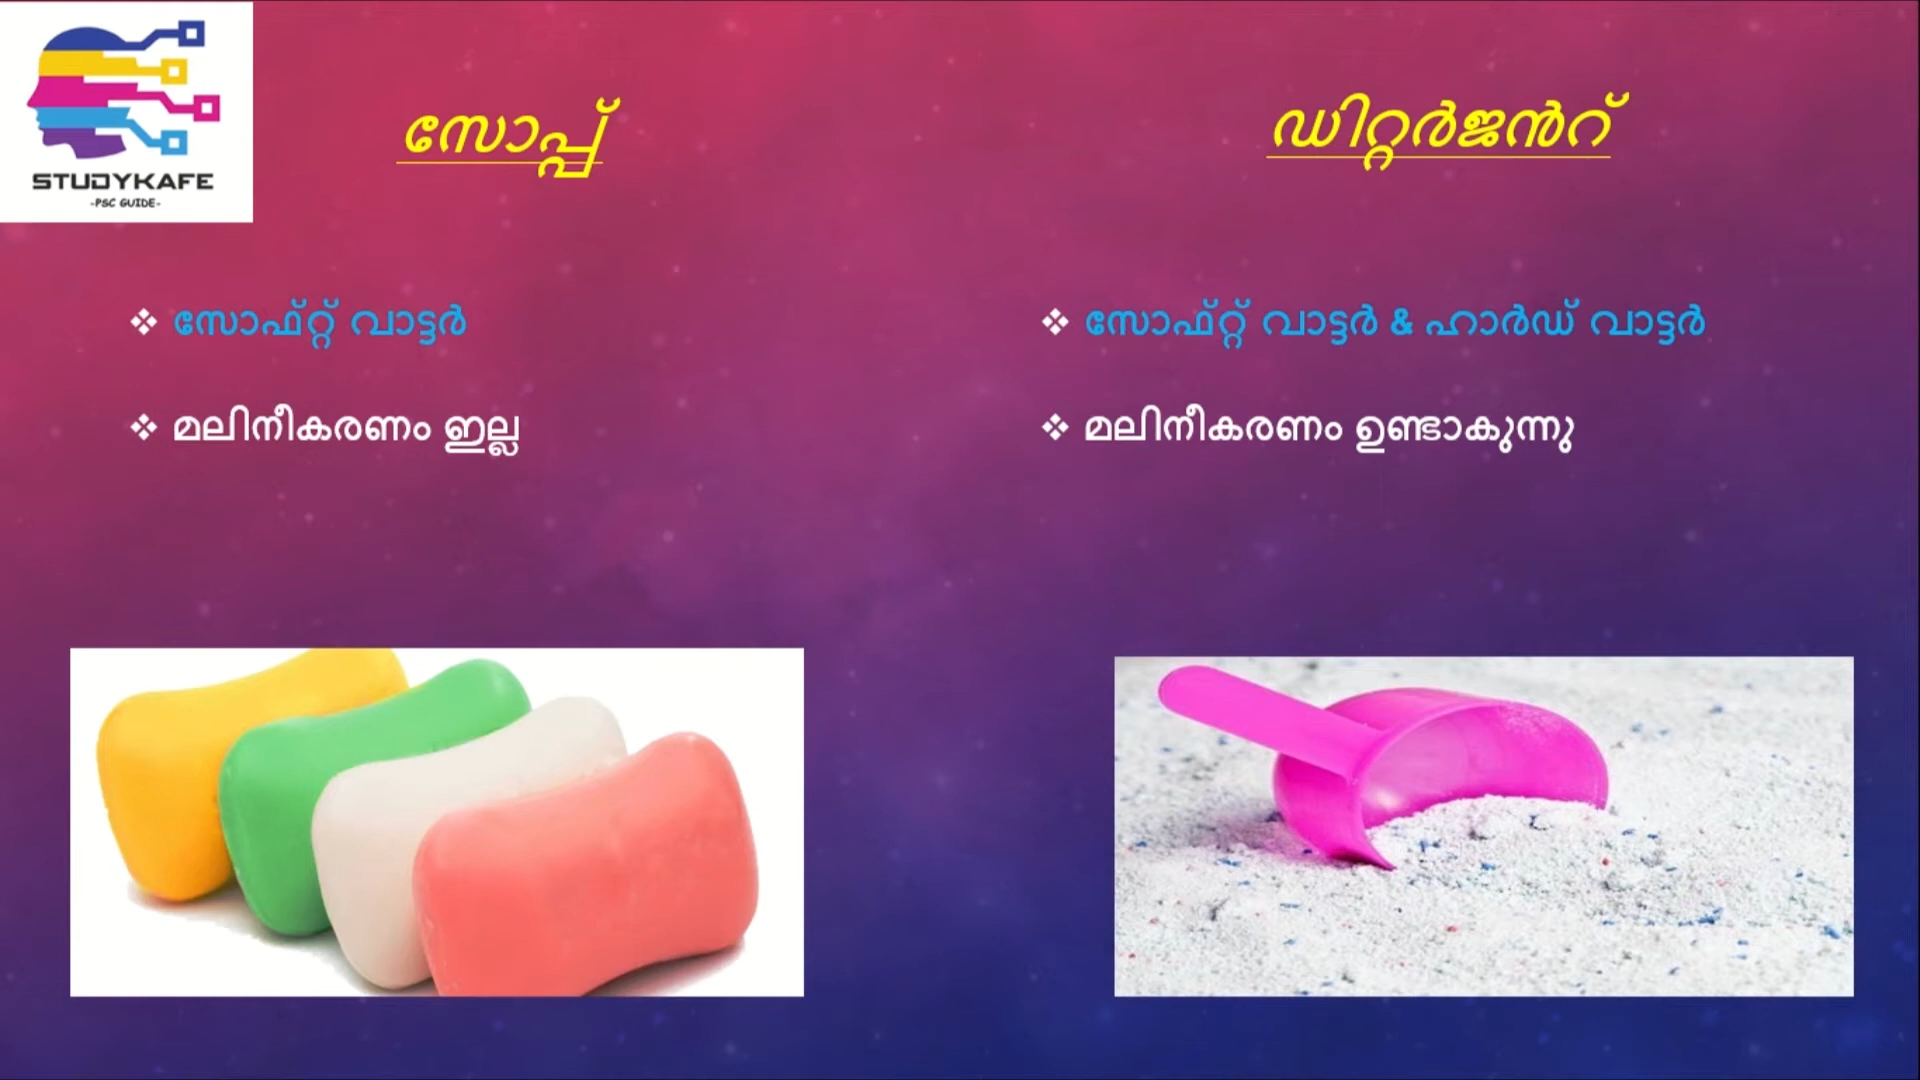 STUDYKAFE
-PSC GUIDE-
സോപ്പ്
ഡിറ്റർജൻറ്
❖ സോഫ്റ്റ് വാട്ടർ
❖ മലിനീകരണം ഇല്ല
❖ സോഫ്റ്റ് വാട്ടർ & ഹാർഡ് വാട്ടർ
❖ മലിനീകരണം ഉണ്ടാകുന്നു